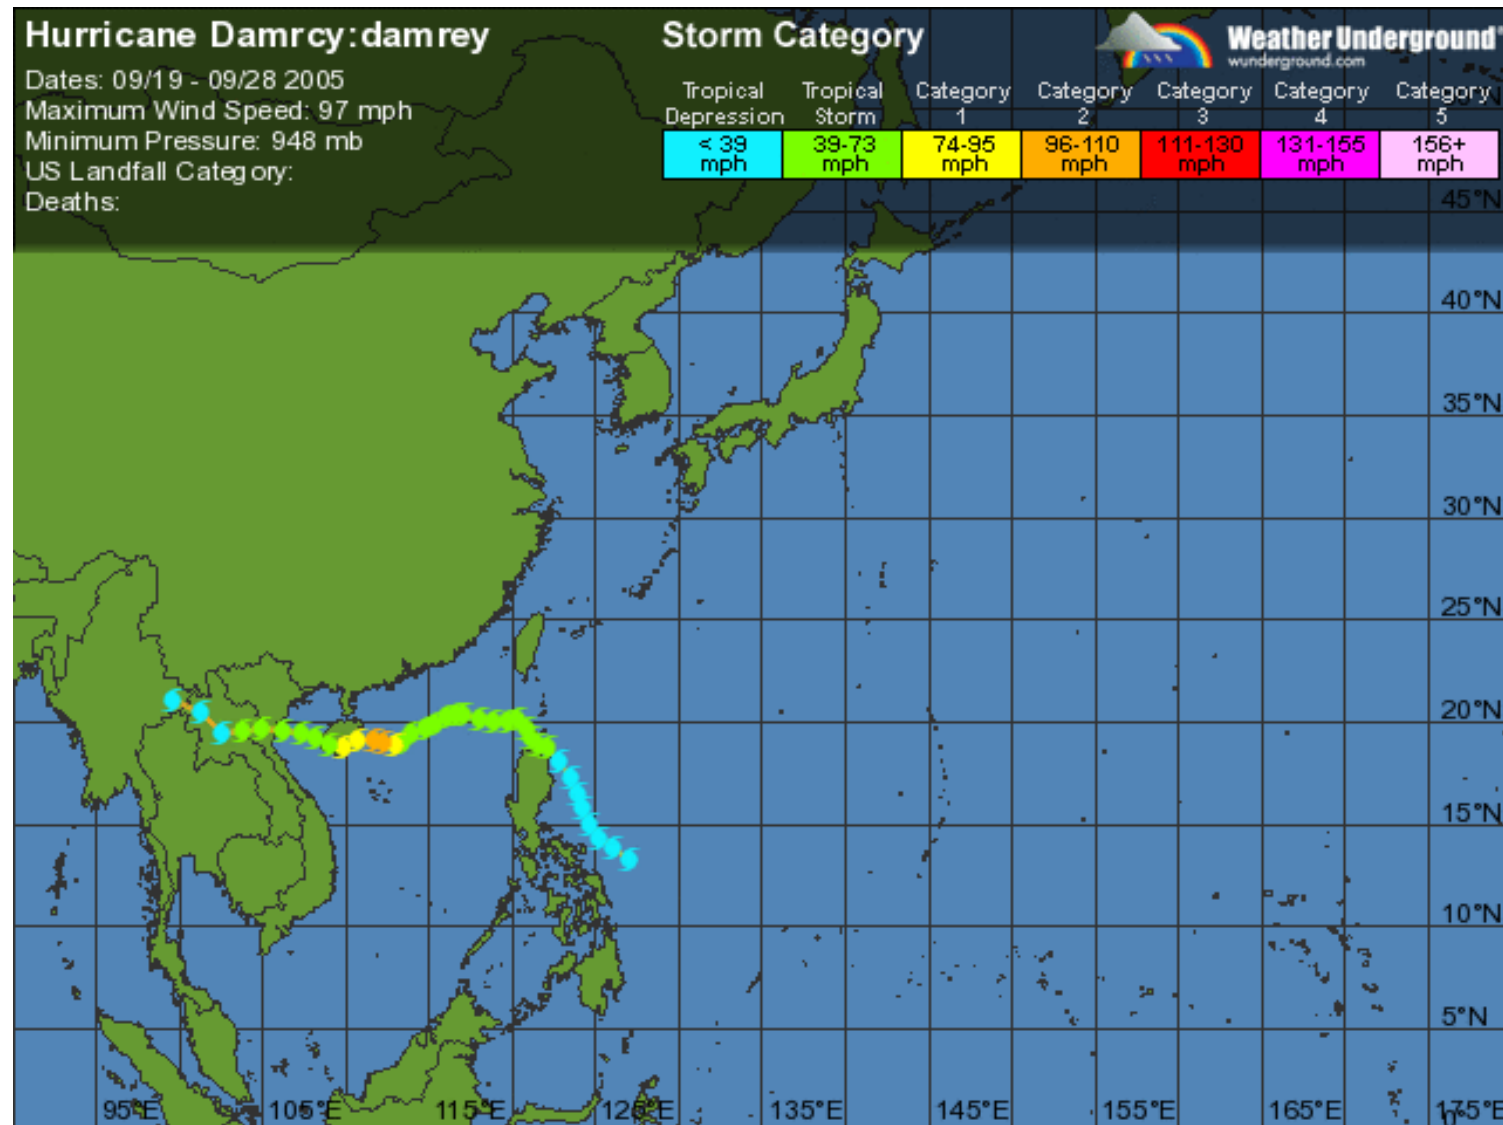 Hurricane Damrcy:damrey
Dates: 09/19 - 09/28 2005
Maximum Wind Speed: 97 mph
Minimum Pressure: 948 mb
US Landfall Category:
Deaths:
Storm Category
Weather Underground®
wunderground.com
Tropical Depression
Tropical Storm
Category 1
Category 2
Category 3
Category 4
Category 5
< 39 mph
39-73 mph
74-95 mph
96-110 mph
111-130 mph
131-155 mph
156+ mph
45°N
40°N
35°N
30°N
25°N
20°N
15°N
10°N
5°N
0°N
95°E
105°E
115°E
125°E
135°E
145°E
155°E
165°E
175°E